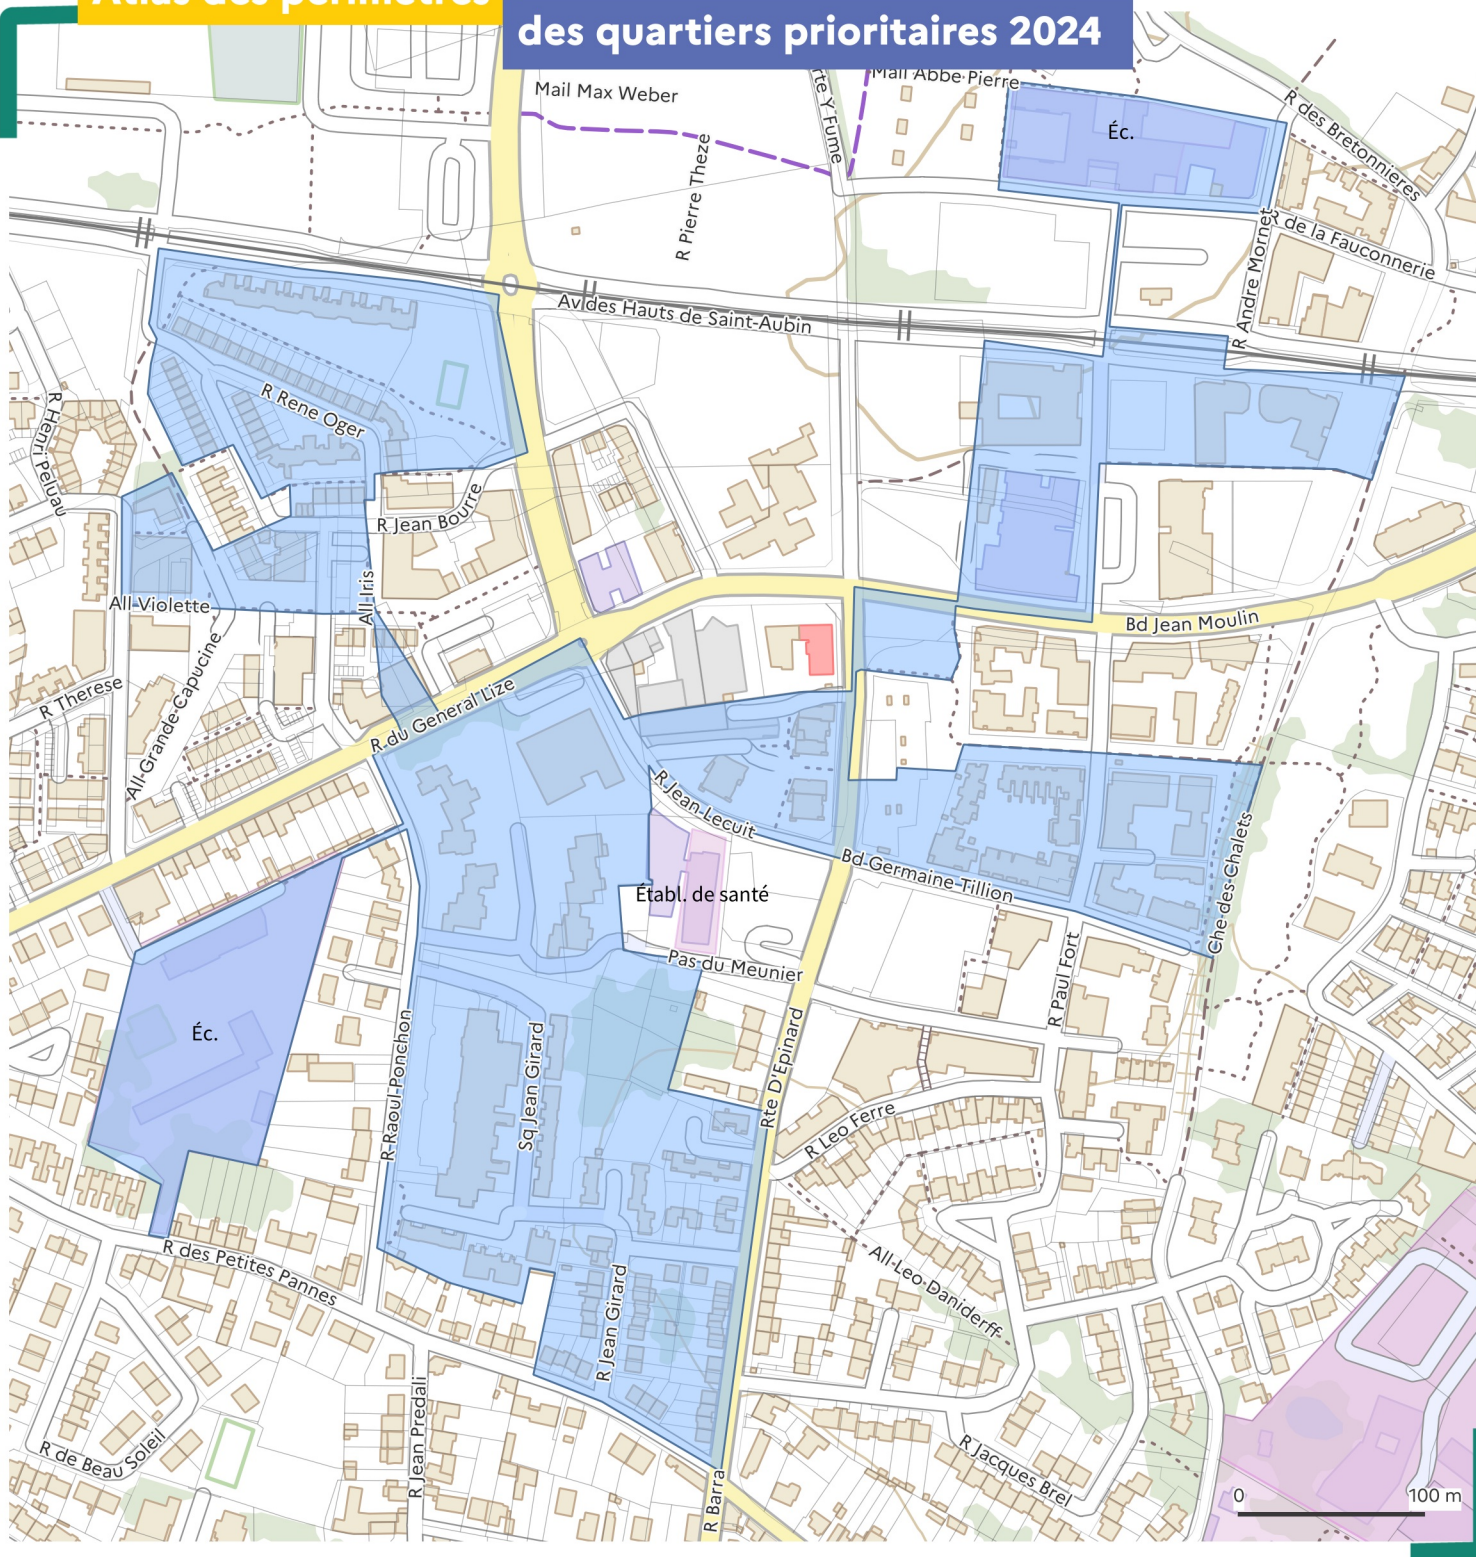 Atlas des périmètres
des quartiers prioritaires 2024
Mail Max Weber
Mail Abbe Pierre
Rte Y Fume
R des Bretonnieres
Éc.
R Pierre Theze
R de la Fauconnerie
R Andre Mornet
Av des Hauts de Saint-Aubin
R Rene Oger
R Henri Peluau
R Jean Bourre
All Iris
All Violette
Bd Jean Moulin
R Therese
All Grande Capucine
R du General Lize
R Jean Lecuit
Bd Germaine Tillion
Che des Chalets
Établ. de santé
Pas du Meunier
R Paul Fort
Éc.
R Raoul Ponchon
Sq Jean Girard
Rte D'Epinard
R Leo Ferre
R des Petites Pannes
All Leo Daniderff
R Jean Girard
R Jean Predali
R de Beau Soleil
R Jacques Brel
R Barra
0 100 m